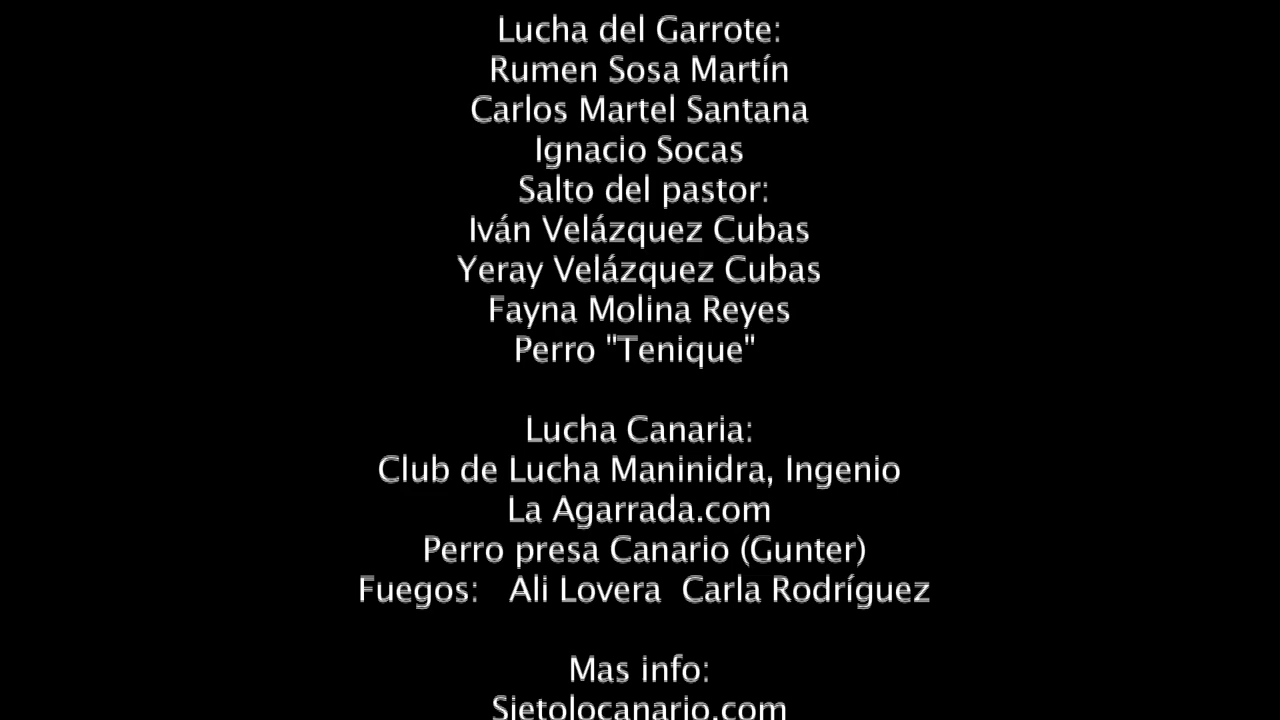 Lucha del Garrote:
Rumen Sosa Martín
Carlos Martel Santana
Ignacio Socas
Salto del pastor:
Iván Velázquez Cubas
Yeray Velázquez Cubas
Fayna Molina Reyes
Perro "Tenique"
Lucha Canaria:
Club de Lucha Maninidra, Ingenio
La Agarrada.com
Perro presa Canario (Gunter)
Fuegos: Ali Lovera Carla Rodríguez
Mas info:
Sietolocanario.com